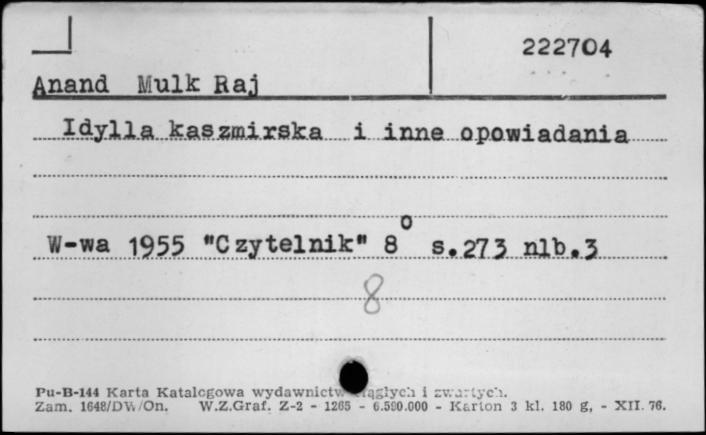 222704
Anand Mulk Raj
Idylla kaszmirska i inne opowiadania
W-wa 1955 "Czytelnik" 8° s.273 nlb.3
8
Pu-B-144 Karta Katalogowa wydawnictw ciągłych i zwartych.
Zam. 1648/DW/On. W.Z.Graf. Z-2 - 1265 - 6.590.000 - Karton 3 kl. 180 g, - XII. 76.